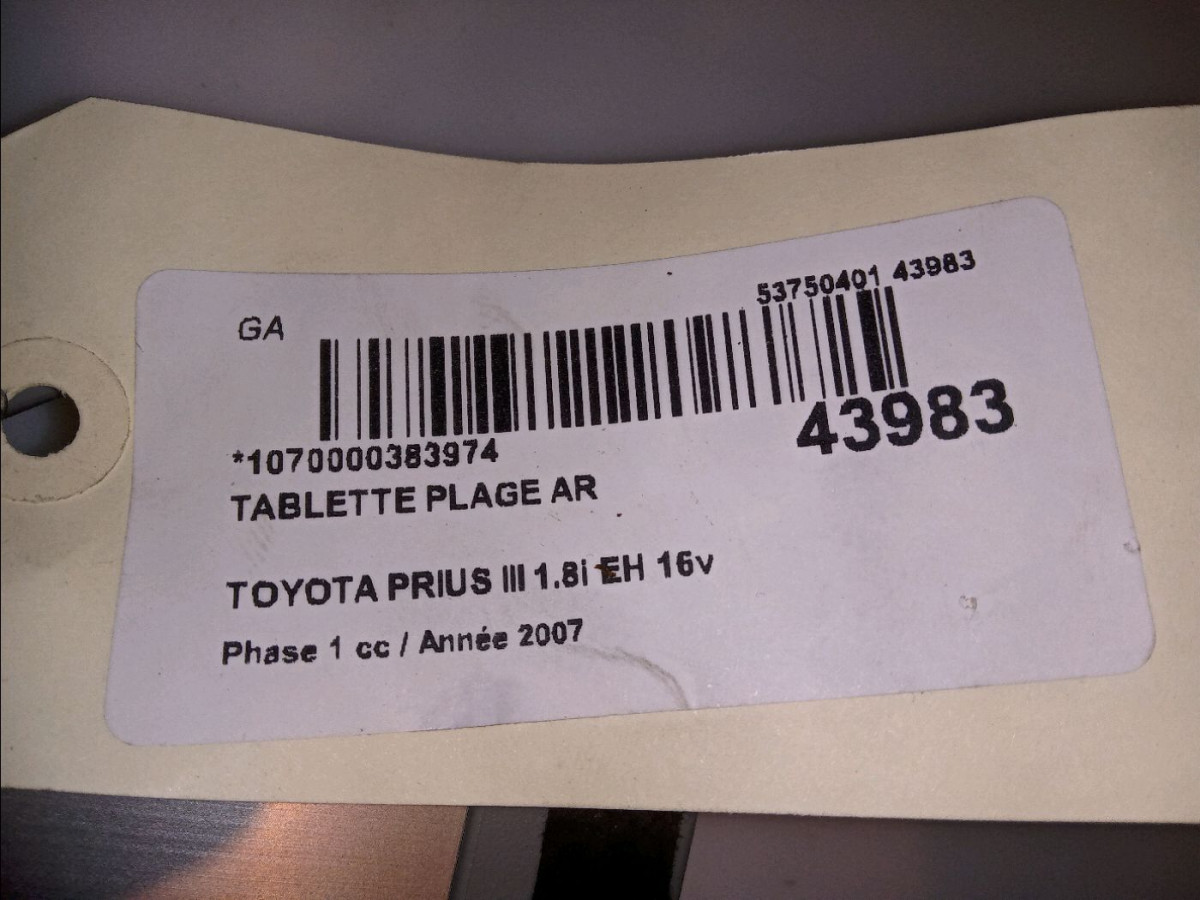 53750401 43983
GA
43983
*1070000383974
TABLETTE PLAGE AR
TOYOTA PRIUS III 1.8i EH 16v
Phase 1 cc / Année 2007